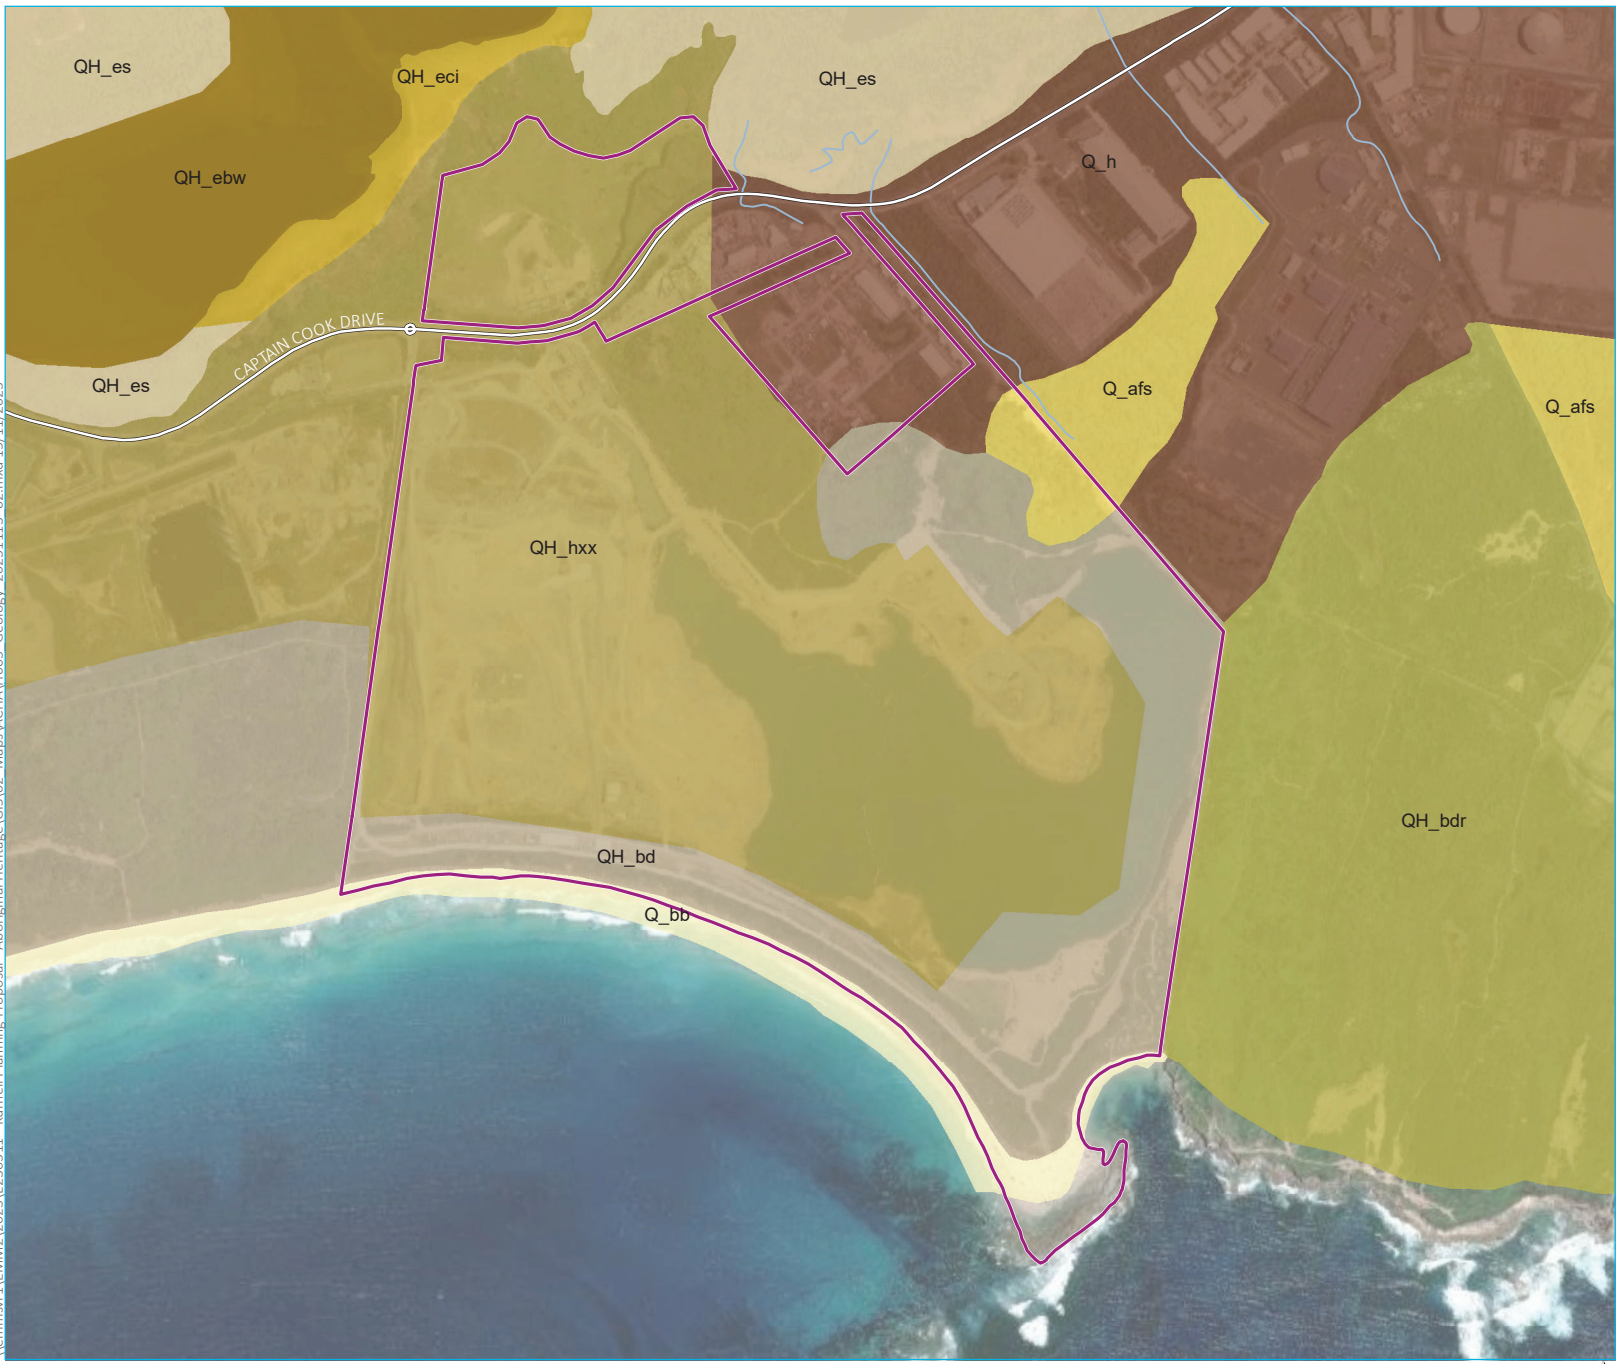 QH_es
QH_eci
QH_es
QH_ebw
Q_h
CAPTAIN COOK DRIVE
QH_es
Q_afs
Q_afs
QH_hxx
QH_bdr
QH_bd
Q_bb